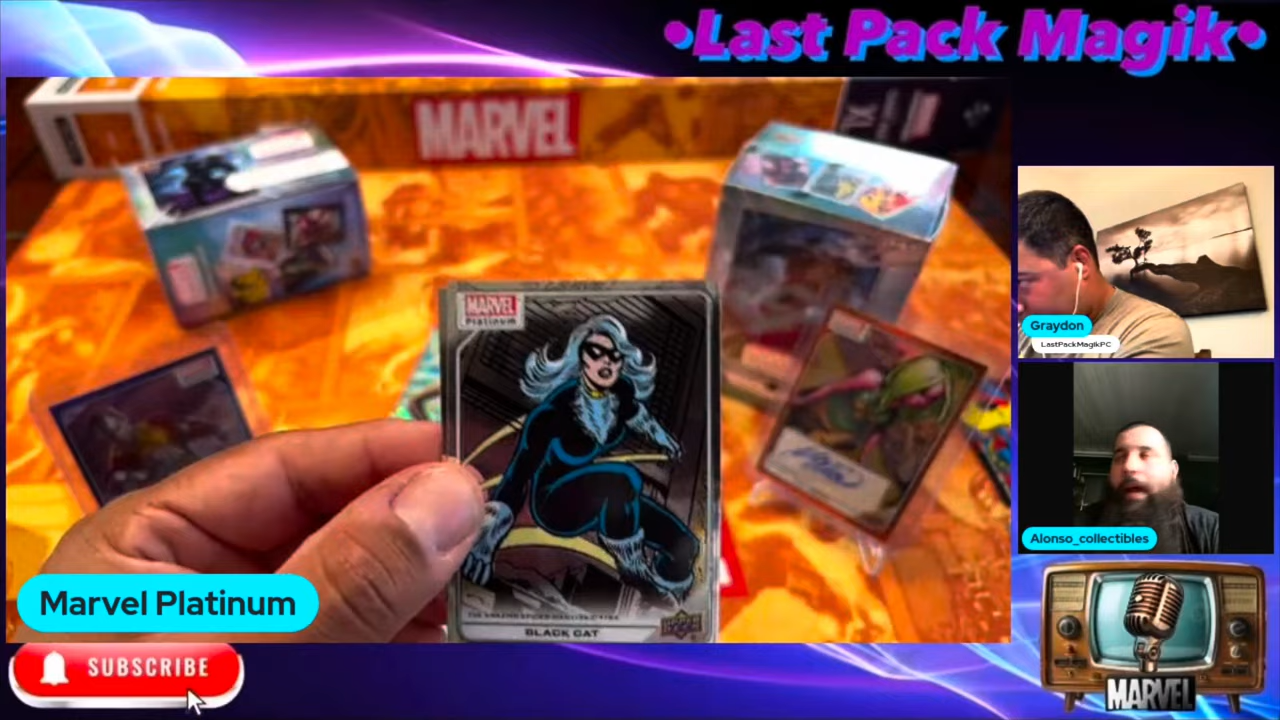 •Last Pack Magik•
MARVEL
MARVEL
Platinum
BLACK CAT
Marvel Platinum
SUBSCRIBE
Graydon
LastPackMagikPC
Alonso_collectibles
MARVEL